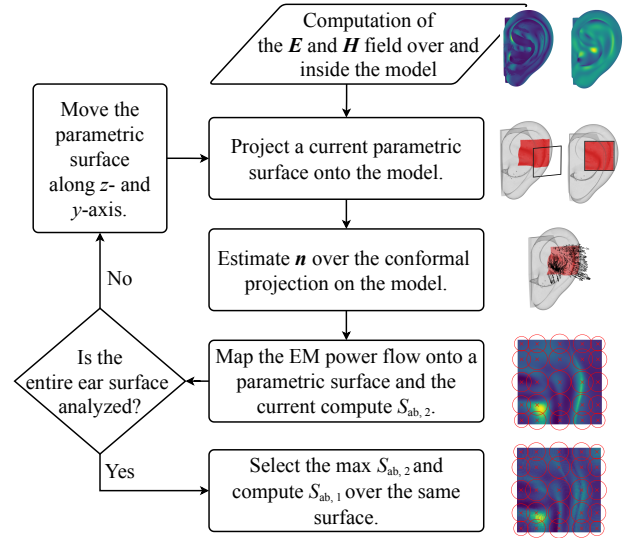 Computation of
the E and H field over and
inside the model
Move the
parametric
surface
along z- and
y-axis.
Project a current parametric
surface onto the model.
Estimate n over the conformal
projection on the model.
No
Is the
entire ear surface
analyzed?
Map the EM power flow onto a
parametric surface and the
current compute S_ab, 2.
Yes
Select the max S_ab, 2 and
compute S_ab, 1 over the same
surface.